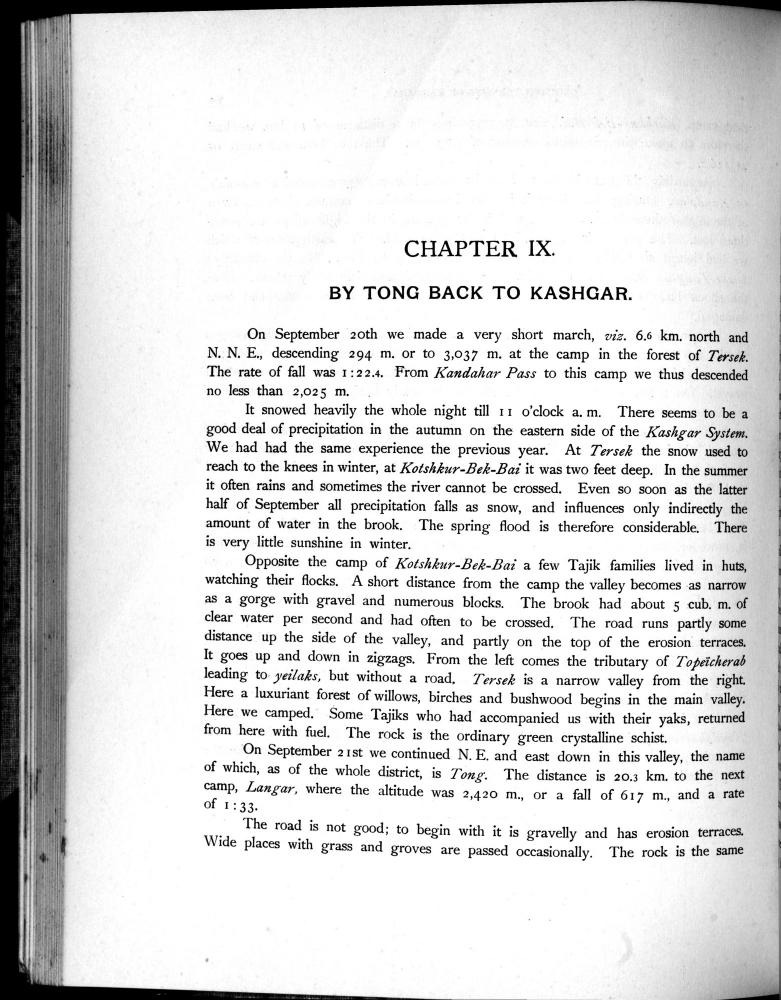 CHAPTER IX.
BY TONG BACK TO KASHGAR.
On September 20th we made a very short march, viz. 6.6 km. north and
N. N. E., descending 294 m. or to 3,037 m. at the camp in the forest of Tersek.
The rate of fall was 1:22.4. From Kandahar Pass to this camp we thus descended
no less than 2,025 m.
It snowed heavily the whole night till 11 o'clock a. m. There seems to be a
good deal of precipitation in the autumn on the eastern side of the Kashgar System.
We had had the same experience the previous year. At Tersek the snow used to
reach to the knees in winter, at Kotshkur-Bek-Bai it was two feet deep. In the summer
it often rains and sometimes the river cannot be crossed. Even so soon as the latter
half of September all precipitation falls as snow, and influences only indirectly the
amount of water in the brook. The spring flood is therefore considerable. There
is very little sunshine in winter.
Opposite the camp of Kotshkur-Bek-Bai a few Tajik families lived in huts,
watching their flocks. A short distance from the camp the valley becomes as narrow
as a gorge with gravel and numerous blocks. The brook had about 5 cub. m. of
clear water per second and had often to be crossed. The road runs partly some
distance up the side of the valley, and partly on the top of the erosion terraces.
It goes up and down in zigzags. From the left comes the tributary of Topeïcherab
leading to yeilaks, but without a road. Tersek is a narrow valley from the right.
Here a luxuriant forest of willows, birches and bushwood begins in the main valley.
Here we camped. Some Tajiks who had accompanied us with their yaks, returned
from here with fuel. The rock is the ordinary green crystalline schist.
On September 21st we continued N. E. and east down in this valley, the name
of which, as of the whole district, is Tong. The distance is 20.3 km. to the next
camp, Langar, where the altitude was 2,420 m., or a fall of 617 m., and a rate
of 1:33.
The road is not good; to begin with it is gravelly and has erosion terraces.
Wide places with grass and groves are passed occasionally. The rock is the same